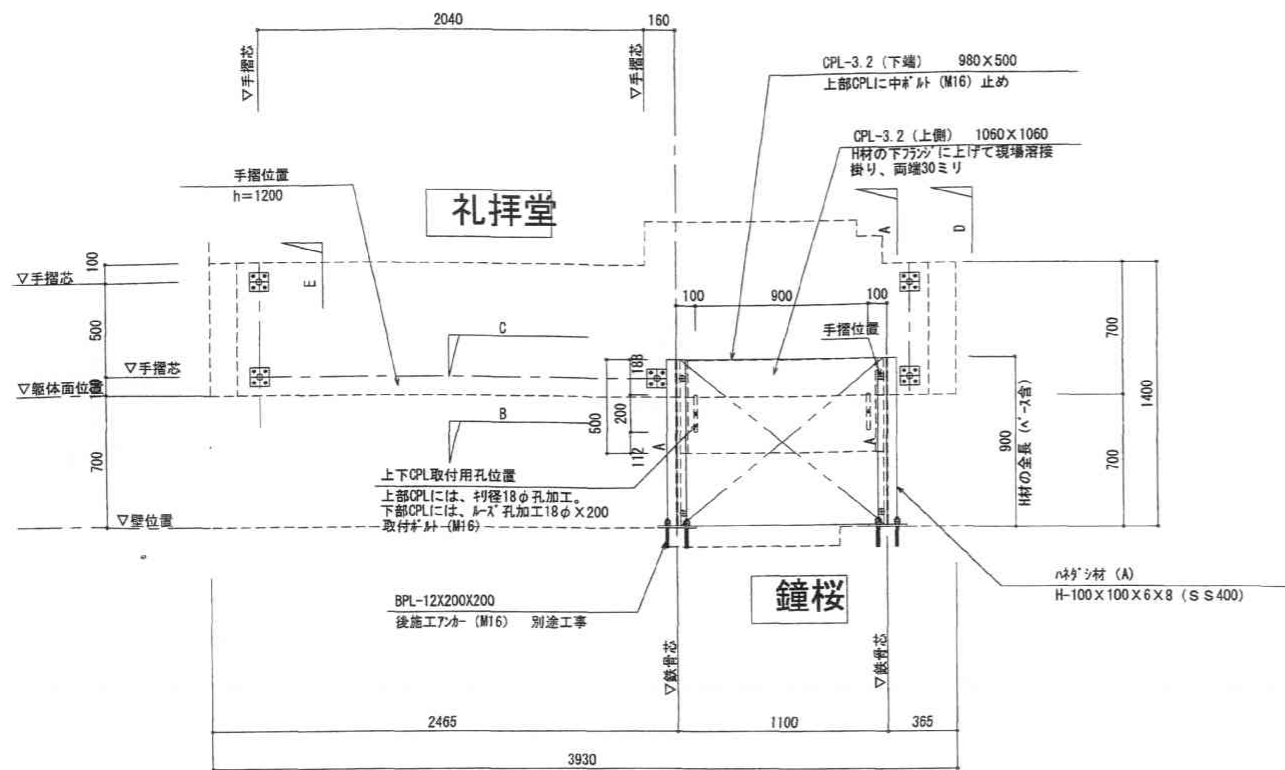 2040
160
▽手摺芯
▽手摺芯
CPL-3.2 (下端) 980×500
上部CPLに中ﾎﾞﾙﾄ (M16) 止め
CPL-3.2 (上側) 1060×1060
H材の下ﾌﾗﾝｼﾞに上げて現場溶接
掛り、両端30ミリ
手摺位置
h=1200
礼拝堂
A
D
E
100
▽手摺芯
500
▽手摺芯
▽躯体面位置
700
▽壁位置
C
B
100
900
100
手摺位置
188
200
112
500
A
A
700
700
1400
900
H材の全長 (ﾍﾞｰｽ含)
上下CPL取付用孔位置
上部CPLには、ｷﾘ径18φ孔加工。
下部CPLには、ﾙｰｽﾞ孔加工18φ×200
取付ﾎﾞﾙﾄ (M16)
BPL-12X200X200
後施工ｱﾝｶｰ (M16) 別途工事
鐘桜
ﾊﾈﾀﾞｼ材 (A)
H-100×100×6×8 (SS400)
▽鉄骨芯
▽鉄骨芯
2465
1100
365
3930